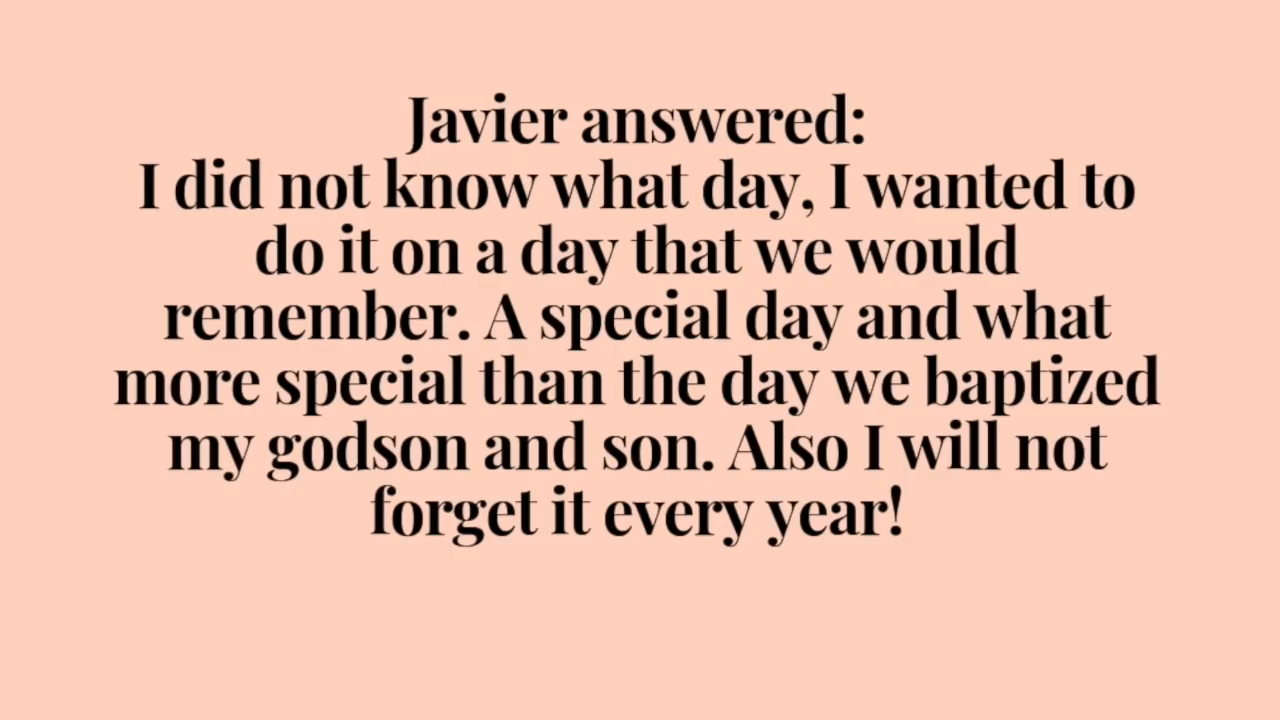 Javier answered:
I did not know what day, I wanted to
do it on a day that we would
remember. A special day and what
more special than the day we baptized
my godson and son. Also I will not
forget it every year!